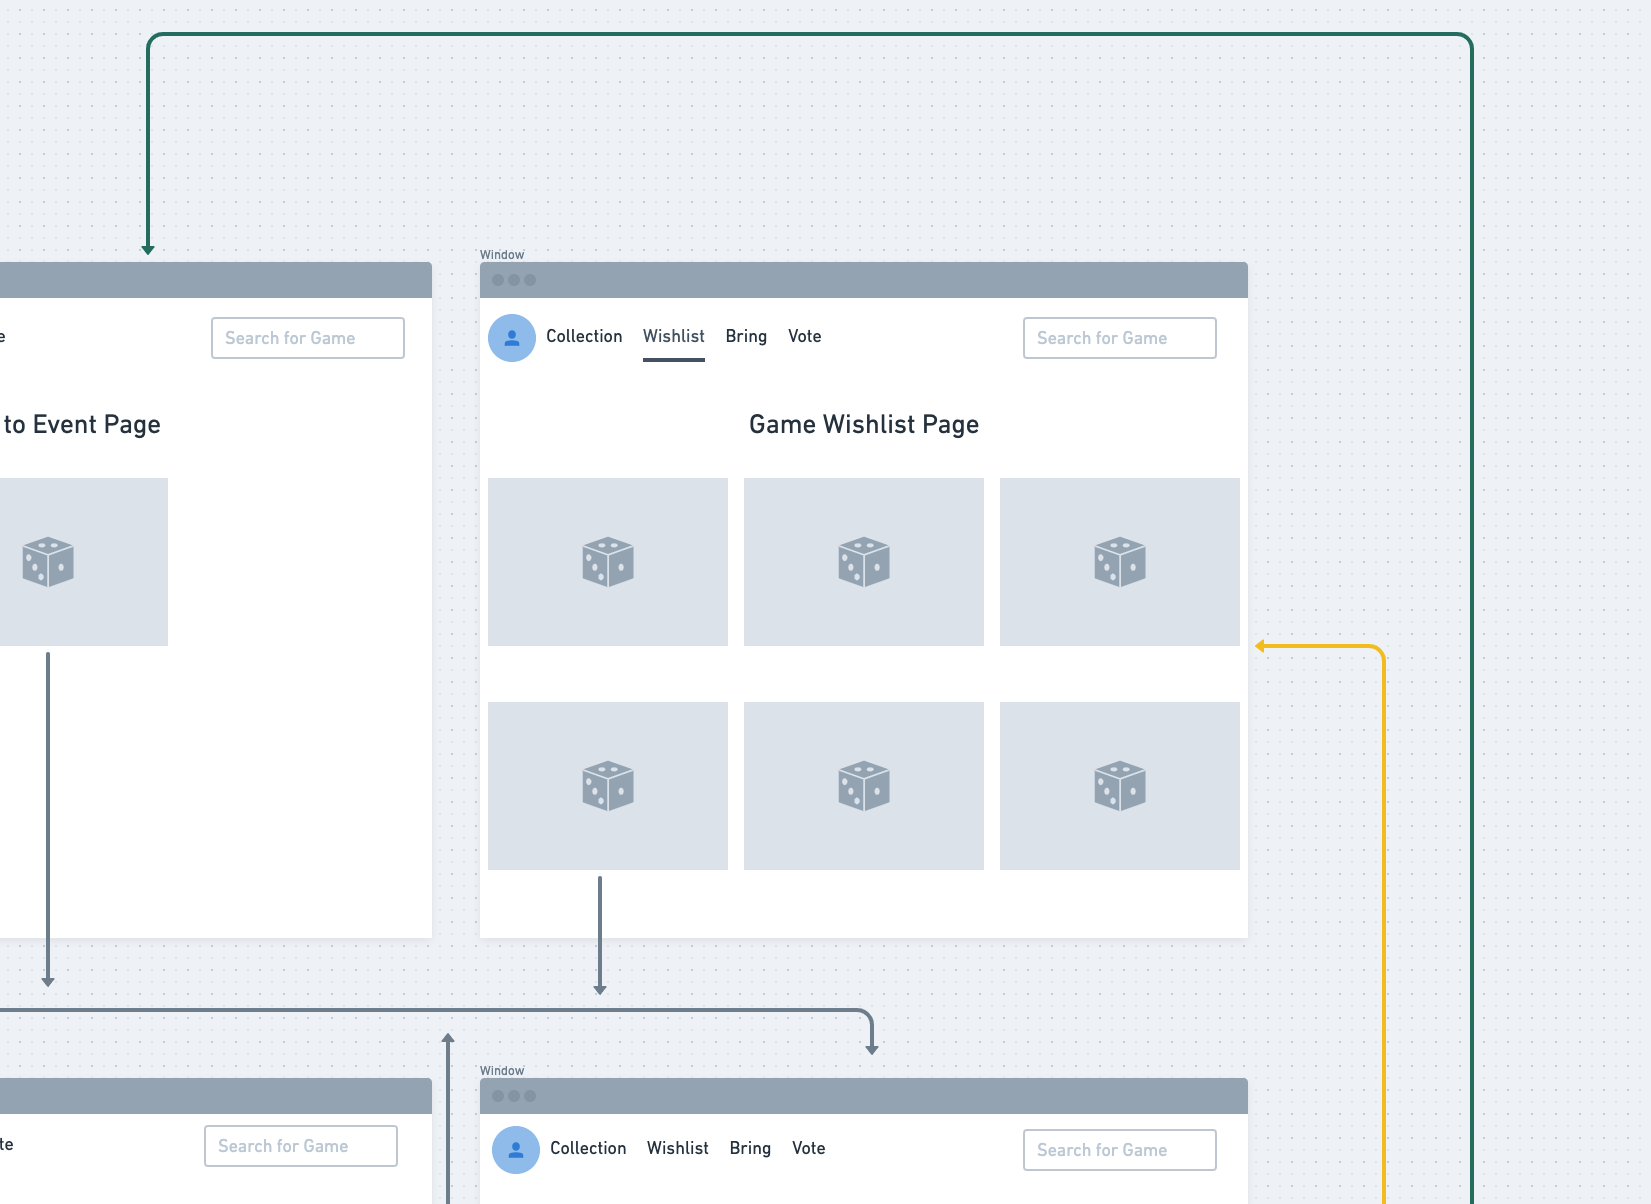 Window
e
Search for Game
Collection Wishlist Bring Vote
Search for Game
to Event Page
Game Wishlist Page
Window
te
Search for Game
Collection Wishlist Bring Vote
Search for Game